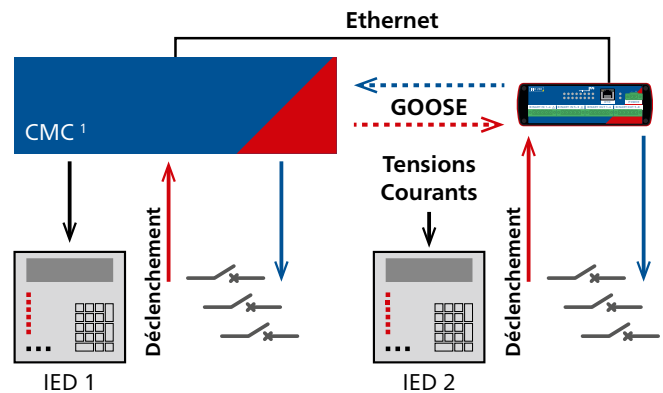 Ethernet
GOOSE
CMC ¹
Tensions
Courants
Déclenchement
Déclenchement
IED 1
IED 2